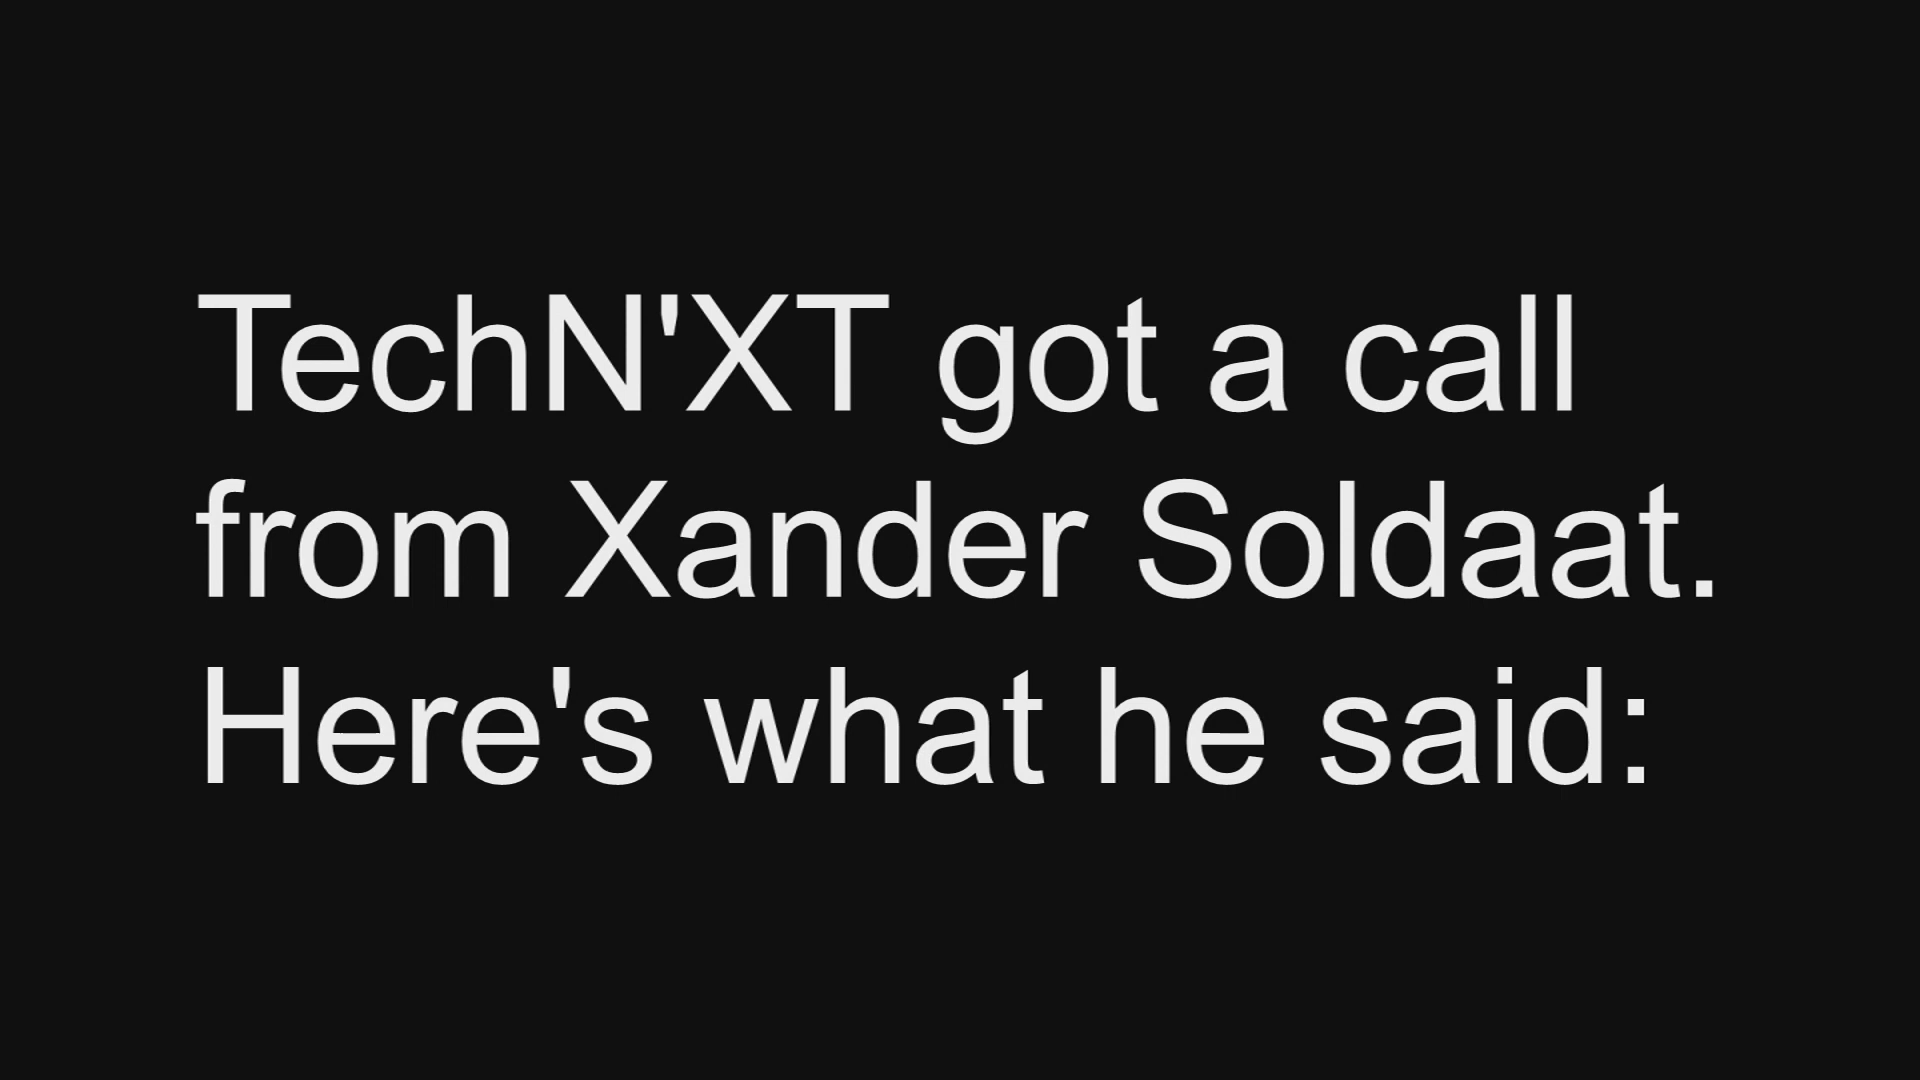 TechN'XT got a call
from Xander Soldaat.
Here's what he said: